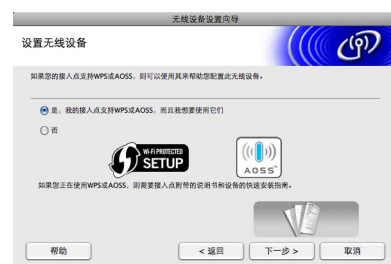 无线设备设置向导
设置无线设备
如果您的接入点支持WPS或AOSS，则可以使用其来帮助您配置此无线设备。
是，我的接入点支持WPS或AOSS，而且我想要使用它们
否
Wi-Fi PROTECTED
SETUP
AOSS™
如果您正在使用WPS或AOSS，则需要接入点附带的说明书和设备的快速安装指南。
帮助
< 返回
下一步 >
取消